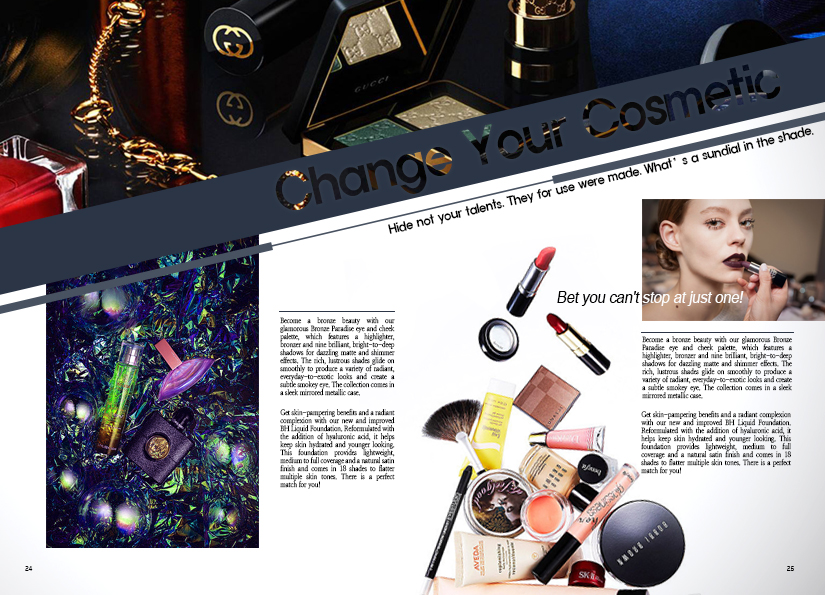 GUCCI
Change Your Cosmetic
Hide not your talents. They for use were made. What's a sundial in the shade.
Bet you can't stop at just one!
Become a bronze beauty with our
glamorous Bronze Paradise eye and cheek
palette, which features a highlighter,
bronzer and nine brilliant, bright-to-deep
shadows for dazzling matte and shimmer
effects. The rich, lustrous shades glide on
smoothly to produce a variety of radiant,
everyday-to-exotic looks and create a
subtle smokey eye. The collection comes in
a sleek mirrored metallic case.
Get skin-pampering benefits and a radiant
complexion with our new and improved
BH Liquid Foundation. Reformulated with
the addition of hyaluronic acid, it helps
keep skin hydrated and younger looking.
This foundation provides lightweight,
medium to full coverage and a natural satin
finish and comes in 18 shades to flatter
multiple skin tones. There is a perfect
match for you!
Become a bronze beauty with our glamorous Bronze
Paradise eye and cheek palette, which features a
highlighter, bronzer and nine brilliant, bright-to-deep
shadows for dazzling matte and shimmer effects. The
rich, lustrous shades glide on smoothly to produce a
variety of radiant, everyday-to-exotic looks and create
a subtle smokey eye. The collection comes in a sleek
mirrored metallic case.
Get skin-pampering benefits and a radiant complexion
with our new and improved BH Liquid Foundation.
Reformulated with the addition of hyaluronic acid, it
helps keep skin hydrated and younger looking. This
foundation provides lightweight, medium to full
coverage and a natural satin finish and comes in 18
shades to flatter multiple skin tones. There is a perfect
match for you!
benefit
BOBBI BROWN
AVEDA
SK-II
24
25